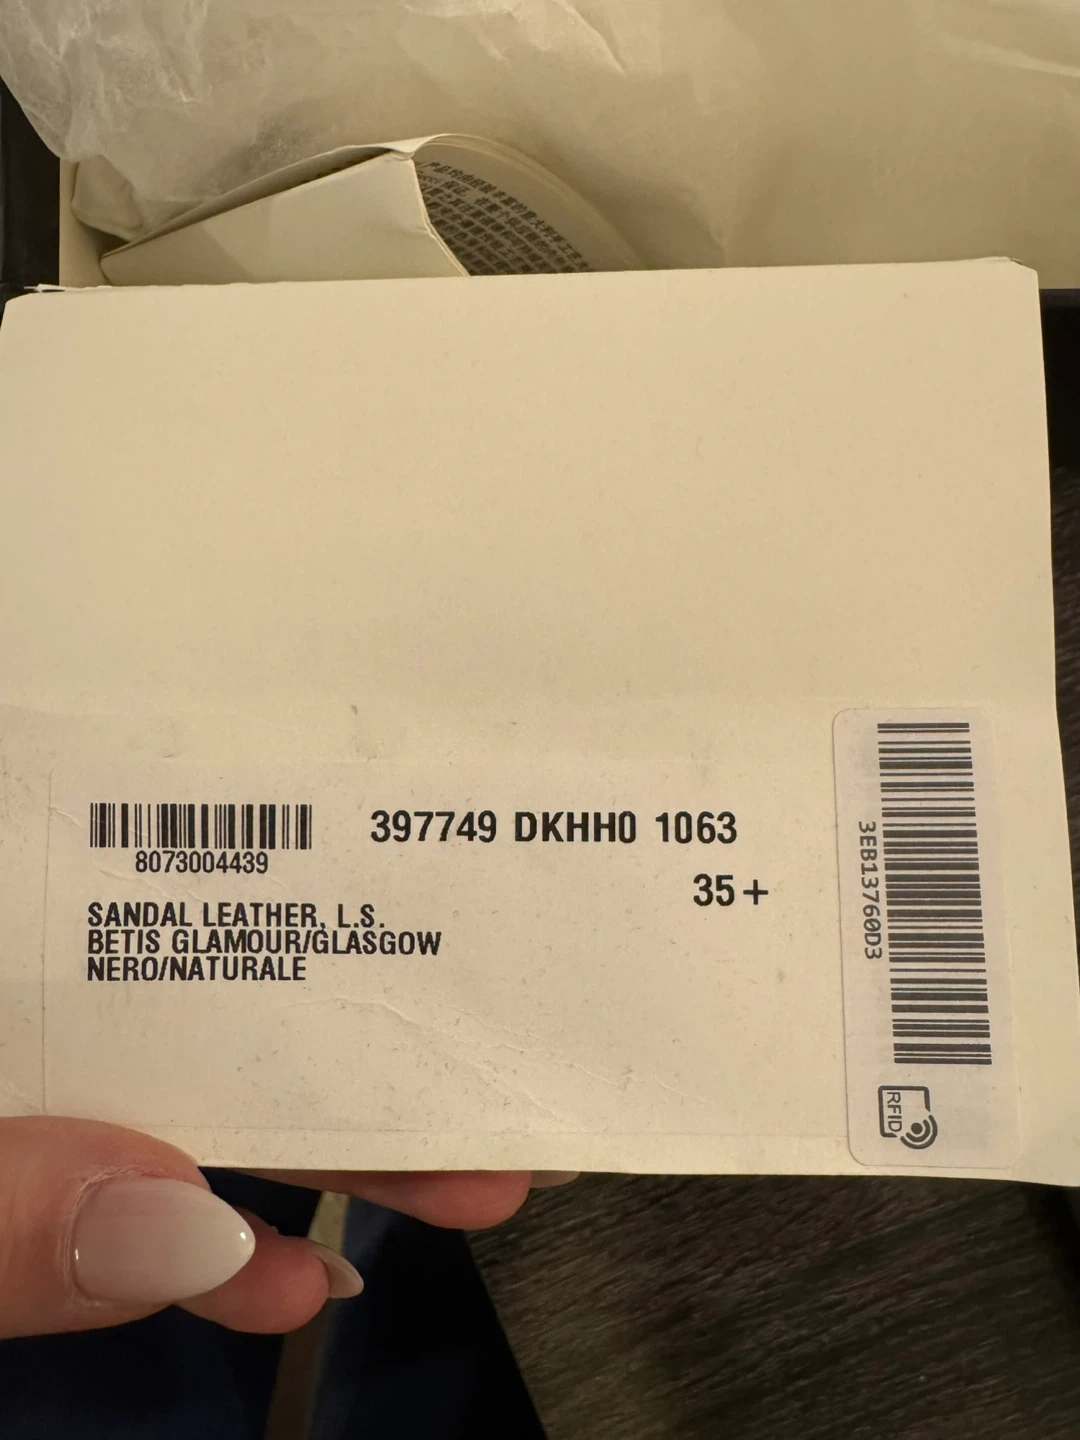 8073004439
397749 DKHH0 1063
35+
SANDAL LEATHER, L.S.
BETIS GLAMOUR/GLASGOW
NERO/NATURALE
3EB13760D3
RFID